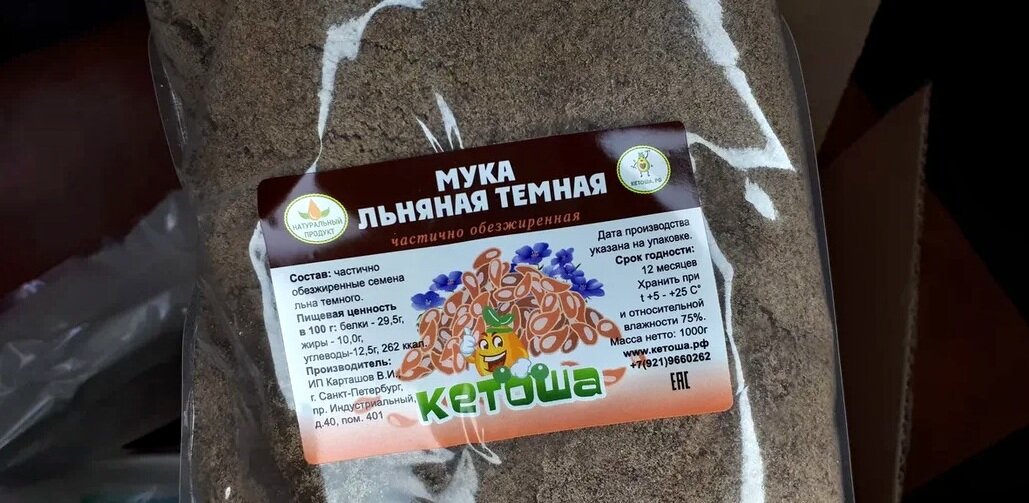 МУКА
ЛЬНЯНАЯ ТЕМНАЯ
частично обезжиренная
НАТУРАЛЬНЫЙ
ПРОДУКТ
КЕТОША.РФ
Состав: частично
обезжиренные семена
льна темного.
Пищевая ценность
в 100 г: белки - 29,5г,
жиры - 10,0г,
углеводы-12,5г, 262 ккал.
Производитель:
ИП Карташов В.И.,
г. Санкт-Петербург,
пр. Индустриальный,
д.40, пом. 401
кетоша
Дата производства
указана на упаковке.
Срок годности:
12 месяцев
Хранить при
t +5 - +25 С°
и относительной
влажности 75%.
Масса нетто: 1000г
www.кетоша.рф
+7(921)9660262
ЕАС